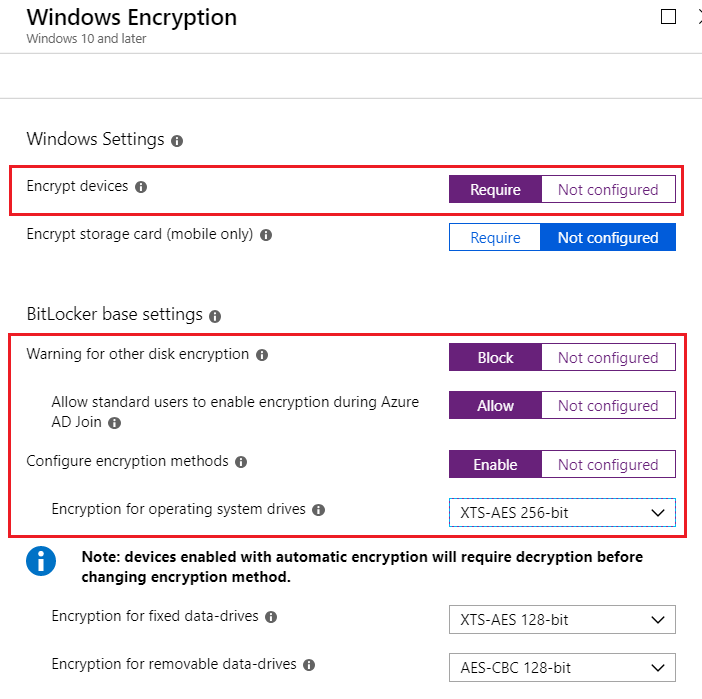 Windows Encryption
Windows 10 and later
Windows Settings
Encrypt devices
Require Not configured
Encrypt storage card (mobile only)
Require Not configured
BitLocker base settings
Warning for other disk encryption
Block Not configured
Allow standard users to enable encryption during Azure
AD Join
Allow Not configured
Configure encryption methods
Enable Not configured
Encryption for operating system drives
XTS-AES 256-bit
Note: devices enabled with automatic encryption will require decryption before
changing encryption method.
Encryption for fixed data-drives
XTS-AES 128-bit
Encryption for removable data-drives
AES-CBC 128-bit